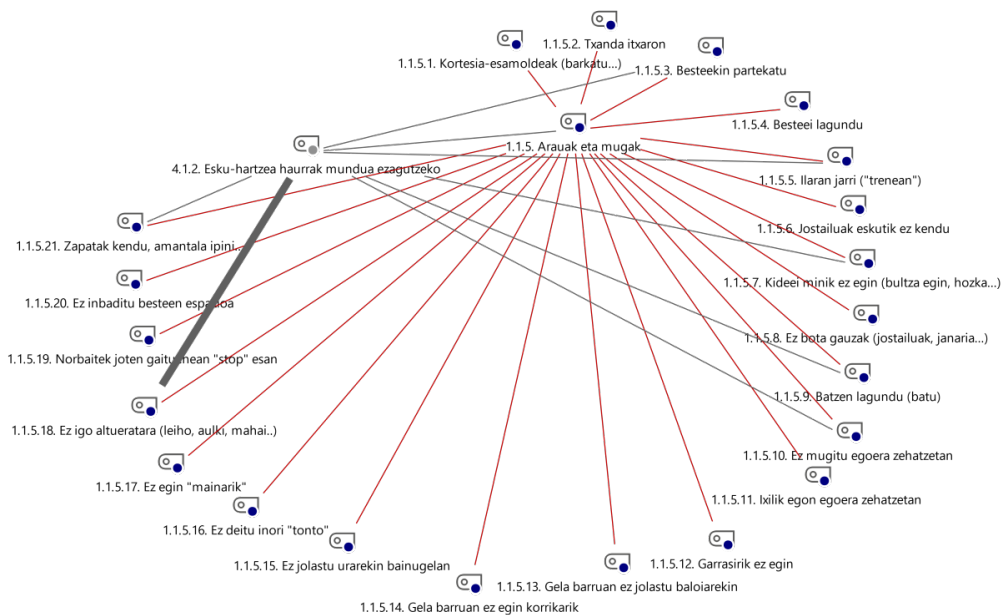 1.1.5.2. Txanda itxaron
1.1.5.1. Kortesia-esamoldeak (barkatu...)
1.1.5.3. Besteekin partekatu
1.1.5.4. Besteei lagundu
1.1.5. Arauak eta mugak
4.1.2. Esku-hartzea haurrak mundua ezagutzeko
1.1.5.5. Ilaran jarri ("trenean")
1.1.5.6. Jostailuak eskutik ez kendu
1.1.5.21. Zapatak kendu, amantala ipini..
1.1.5.7. Kideei minik ez egin (bultza egin, hozka...)
1.1.5.20. Ez inbaditu besteen espazioa
1.1.5.8. Ez bota gauzak (jostailuak, janaria...)
1.1.5.19. Norbaitek joten gaituenean "stop" esan
1.1.5.9. Batzen lagundu (batu)
1.1.5.18. Ez igo altueratara (leiho, aulki, mahai..)
1.1.5.10. Ez mugitu egoera zehatzetan
1.1.5.17. Ez egin "mainarik"
1.1.5.11. Ixilik egon egoera zehatzetan
1.1.5.16. Ez deitu inori "tonto"
1.1.5.15. Ez jolastu urarekin bainugelan
1.1.5.12. Garrasirik ez egin
1.1.5.13. Gela barruan ez jolastu baloiarekin
1.1.5.14. Gela barruan ez egin korrikarik